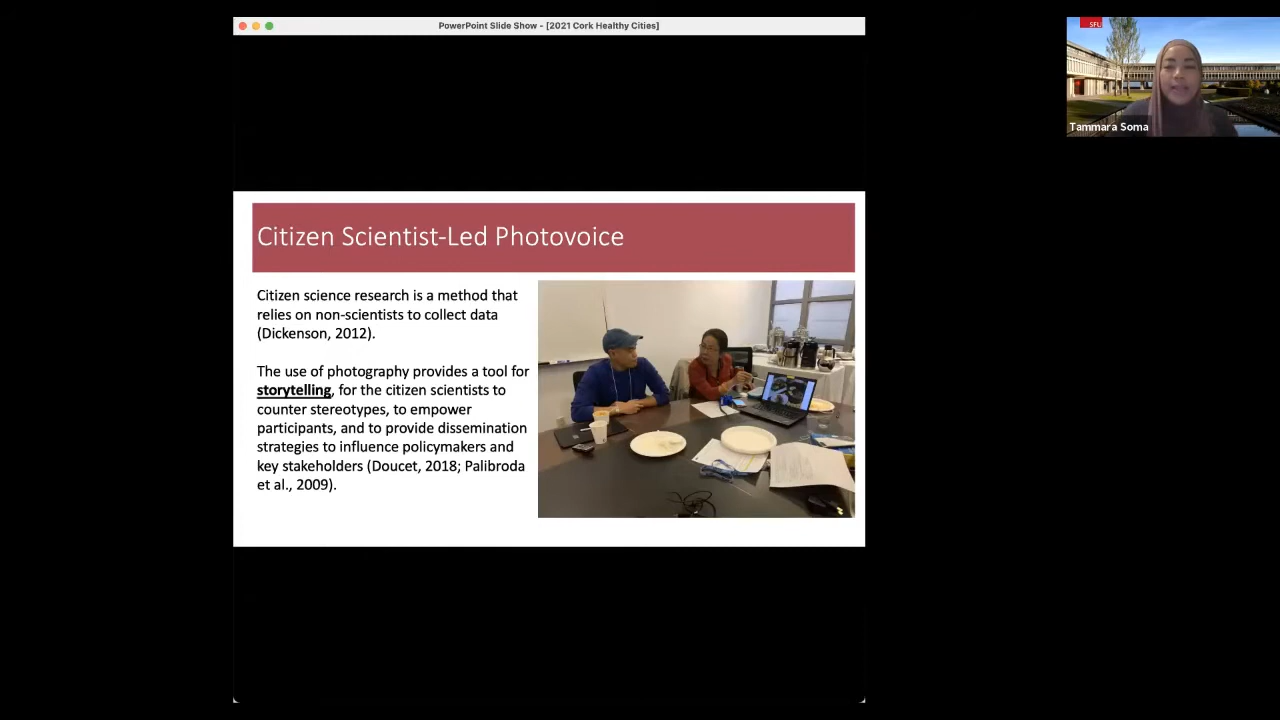 PowerPoint Slide Show - [2021 Cork Healthy Cities]
SFU
Tammara Soma
Citizen Scientist-Led Photovoice
Citizen science research is a method that
relies on non-scientists to collect data
(Dickenson, 2012).
The use of photography provides a tool for
storytelling, for the citizen scientists to
counter stereotypes, to empower
participants, and to provide dissemination
strategies to influence policymakers and
key stakeholders (Doucet, 2018; Palibroda
et al., 2009).